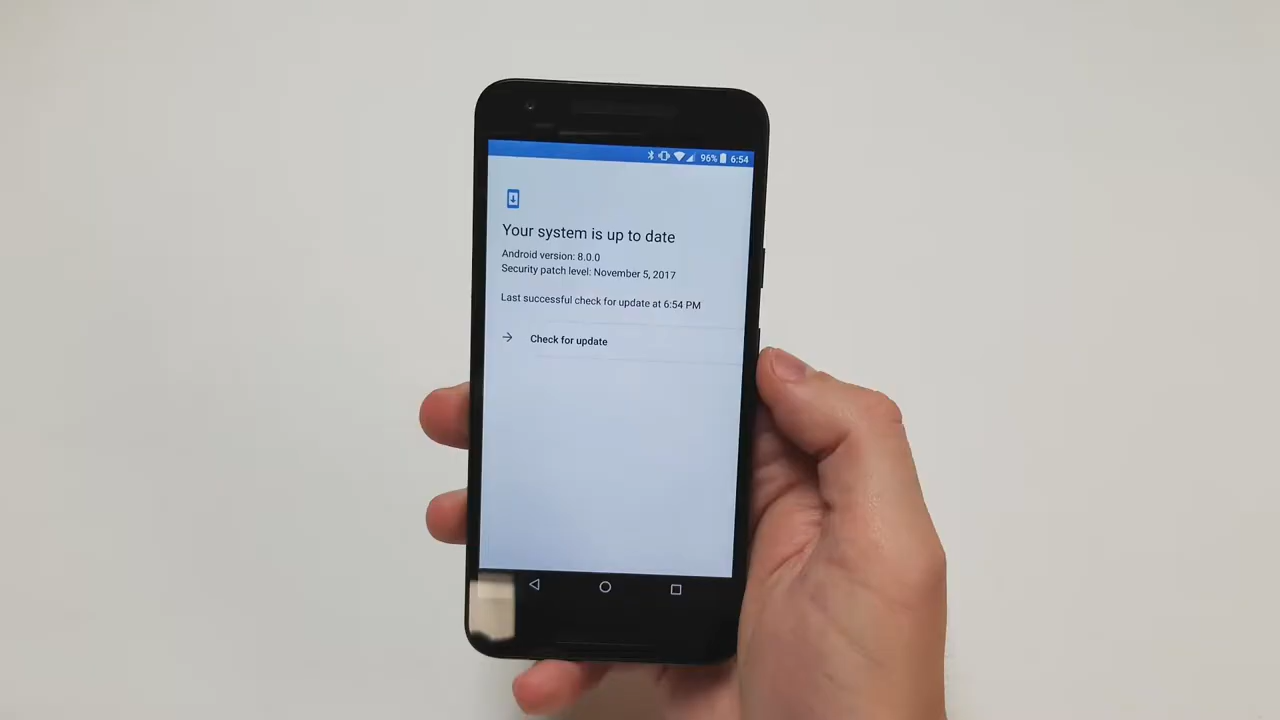 96% 6:54
Your system is up to date
Android version: 8.0.0
Security patch level: November 5, 2017
Last successful check for update at 6:54 PM
Check for update